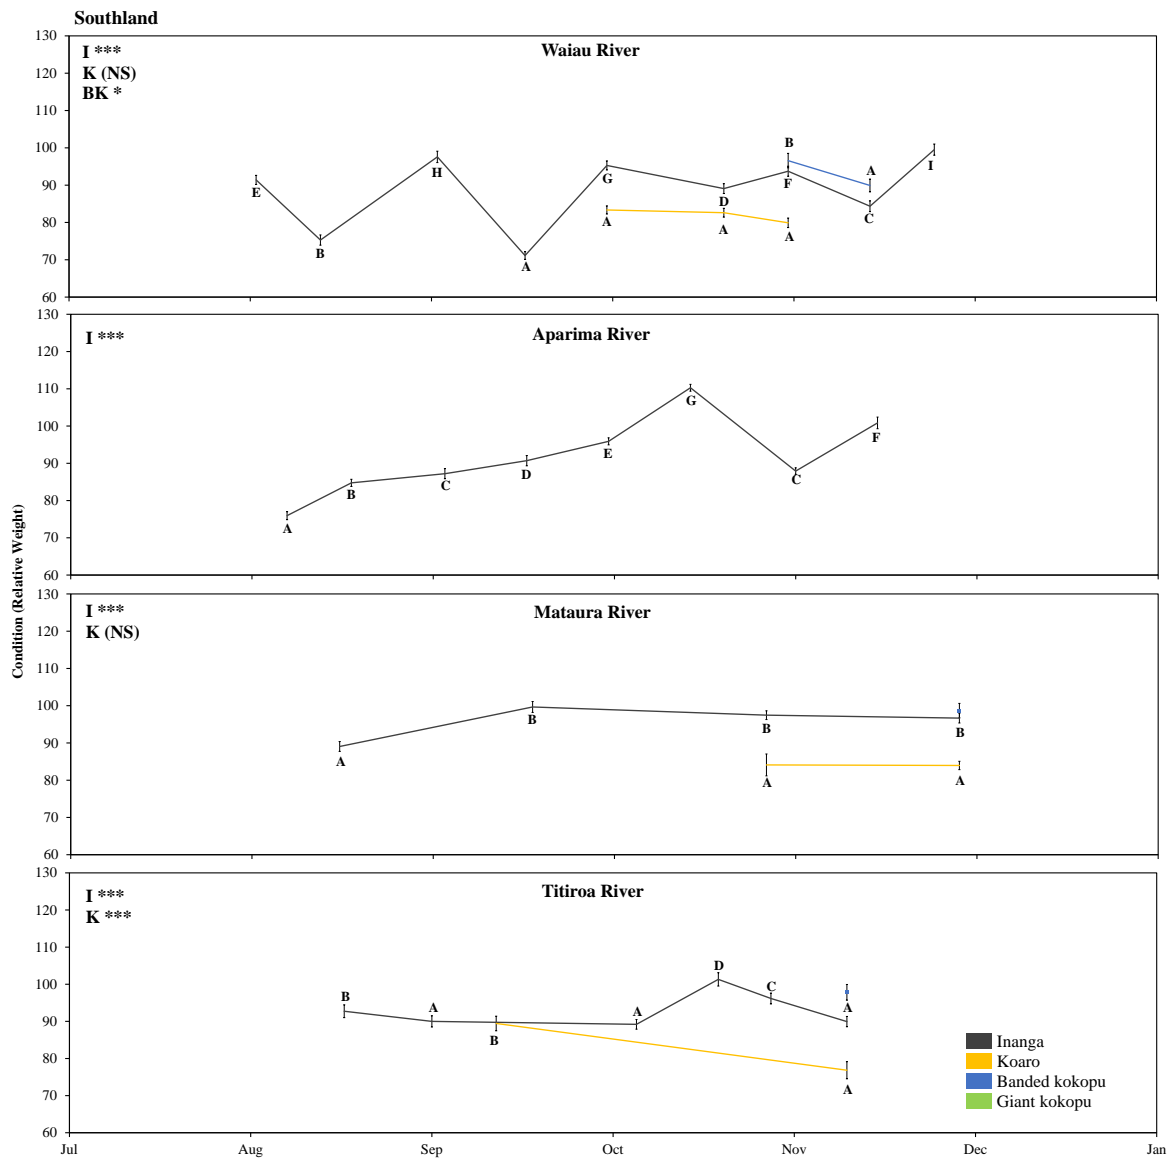 Southland
Condition (Relative Weight)
130
120
110
100
90
80
70
60
I ***
K (NS)
BK *
Waiau River
E
B
H
A
G
D
F
C
I
A
A
A
B
A
130
120
110
100
90
80
70
60
I ***
Aparima River
A
B
C
D
E
G
C
F
130
120
110
100
90
80
70
60
I ***
K (NS)
Mataura River
A
B
B
B
A
A
130
120
110
100
90
80
70
60
I ***
K ***
Titiroa River
B
A
B
A
D
C
A
A
Inanga
Koaro
Banded kokopu
Giant kokopu
Jul Aug Sep Oct Nov Dec Jan